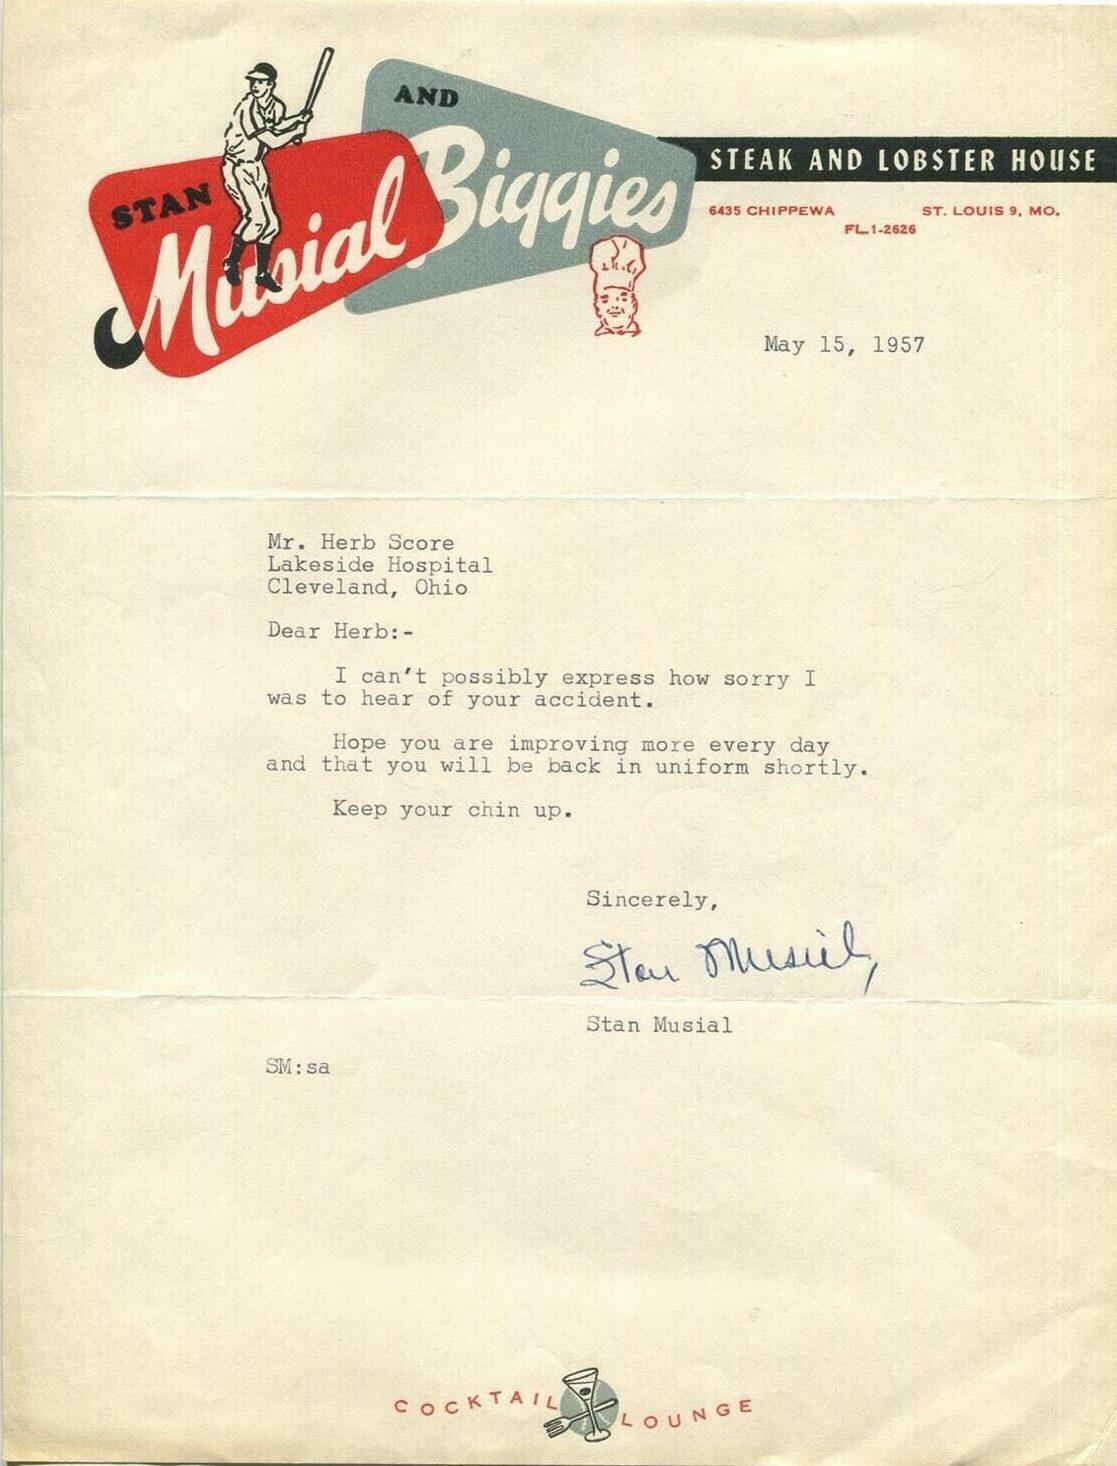 STAN Musial
AND Biggies
STEAK AND LOBSTER HOUSE
6435 CHIPPEWA ST. LOUIS 9, MO.
FL. 1-2626
May 15, 1957
Mr. Herb Score
Lakeside Hospital
Cleveland, Ohio
Dear Herb:-
I can't possibly express how sorry I
was to hear of your accident.
Hope you are improving more every day
and that you will be back in uniform shortly.
Keep your chin up.
Sincerely,
Stan Musial
Stan Musial
SM:sa
COCKTAIL LOUNGE